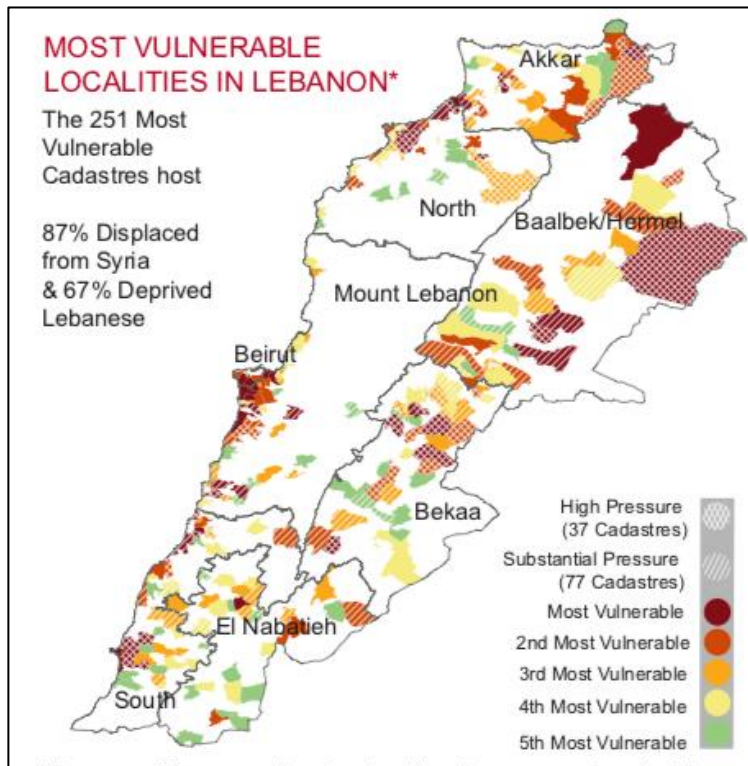 MOST VULNERABLE
LOCALITIES IN LEBANON*
The 251 Most
Vulnerable
Cadastres host
87% Displaced
from Syria
& 67% Deprived
Lebanese
Akkar
North
Baalbek/Hermel
Mount Lebanon
Beirut
Bekaa
El Nabatieh
South
High Pressure
(37 Cadastres)
Substantial Pressure
(77 Cadastres)
Most Vulnerable
2nd Most Vulnerable
3rd Most Vulnerable
4th Most Vulnerable
5th Most Vulnerable